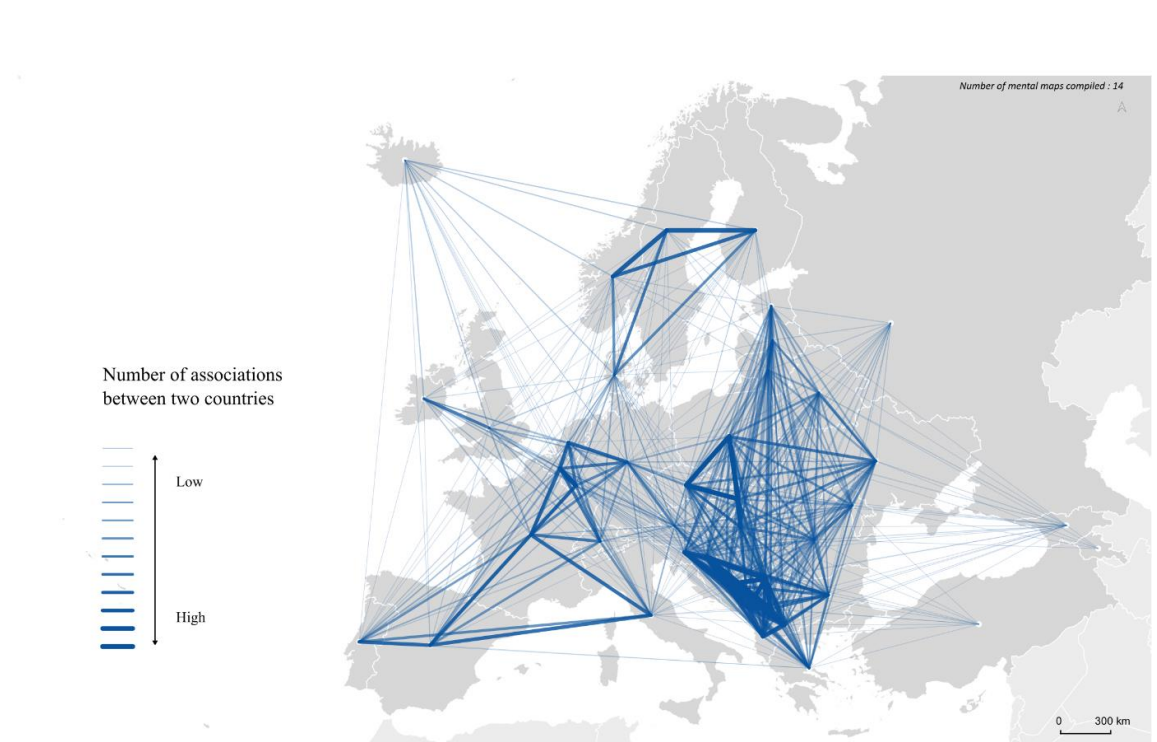 Number of mental maps compiled : 14
A
Number of associations
between two countries
Low
High
0 300 km